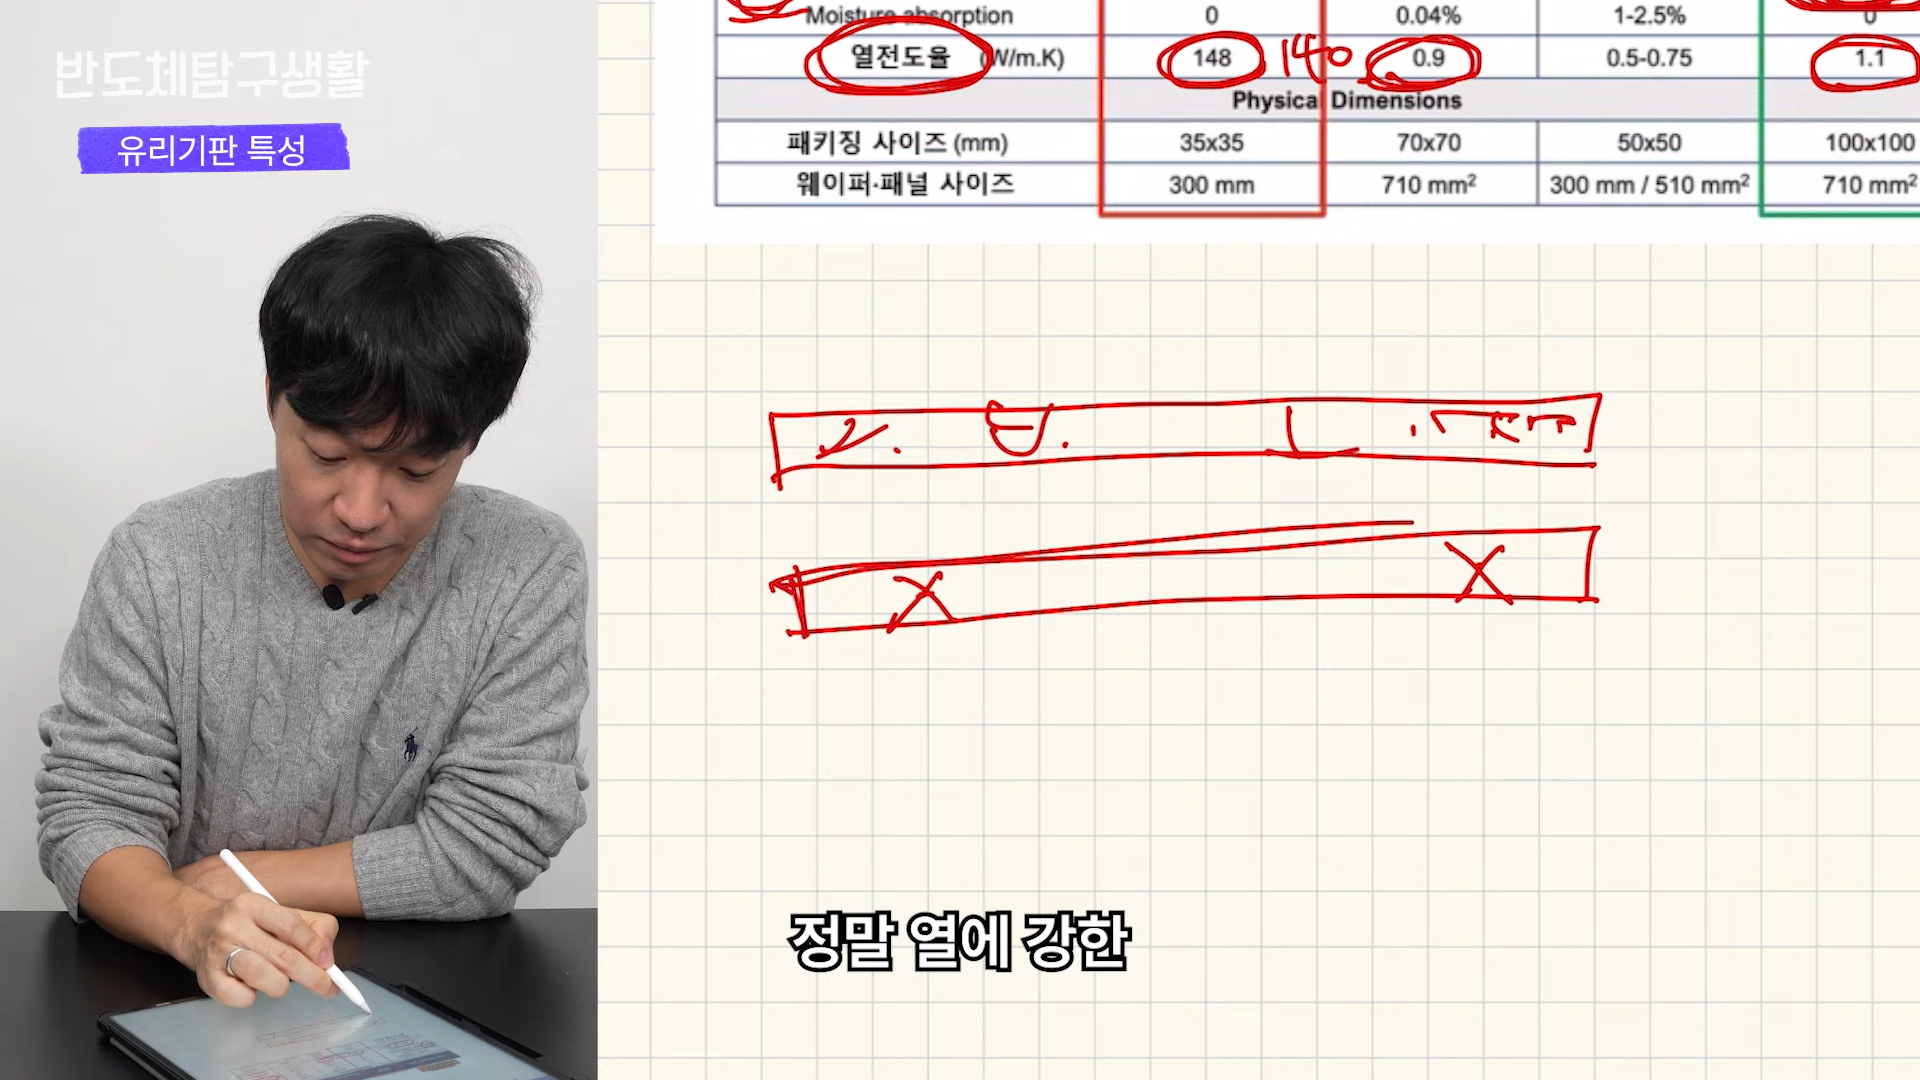 반도체탐구생활
유리기판 특성
Moisture absorption 0 0.04% 1-2.5% 0
열전도율 (W/m.K) 148 140 0.9 0.5-0.75 1.1
Physical Dimensions
패키징 사이즈 (mm) 35x35 70x70 50x50 100x100
웨이퍼·패널 사이즈 300 mm 710 mm² 300 mm / 510 mm² 710 mm²
정말 열에 강한